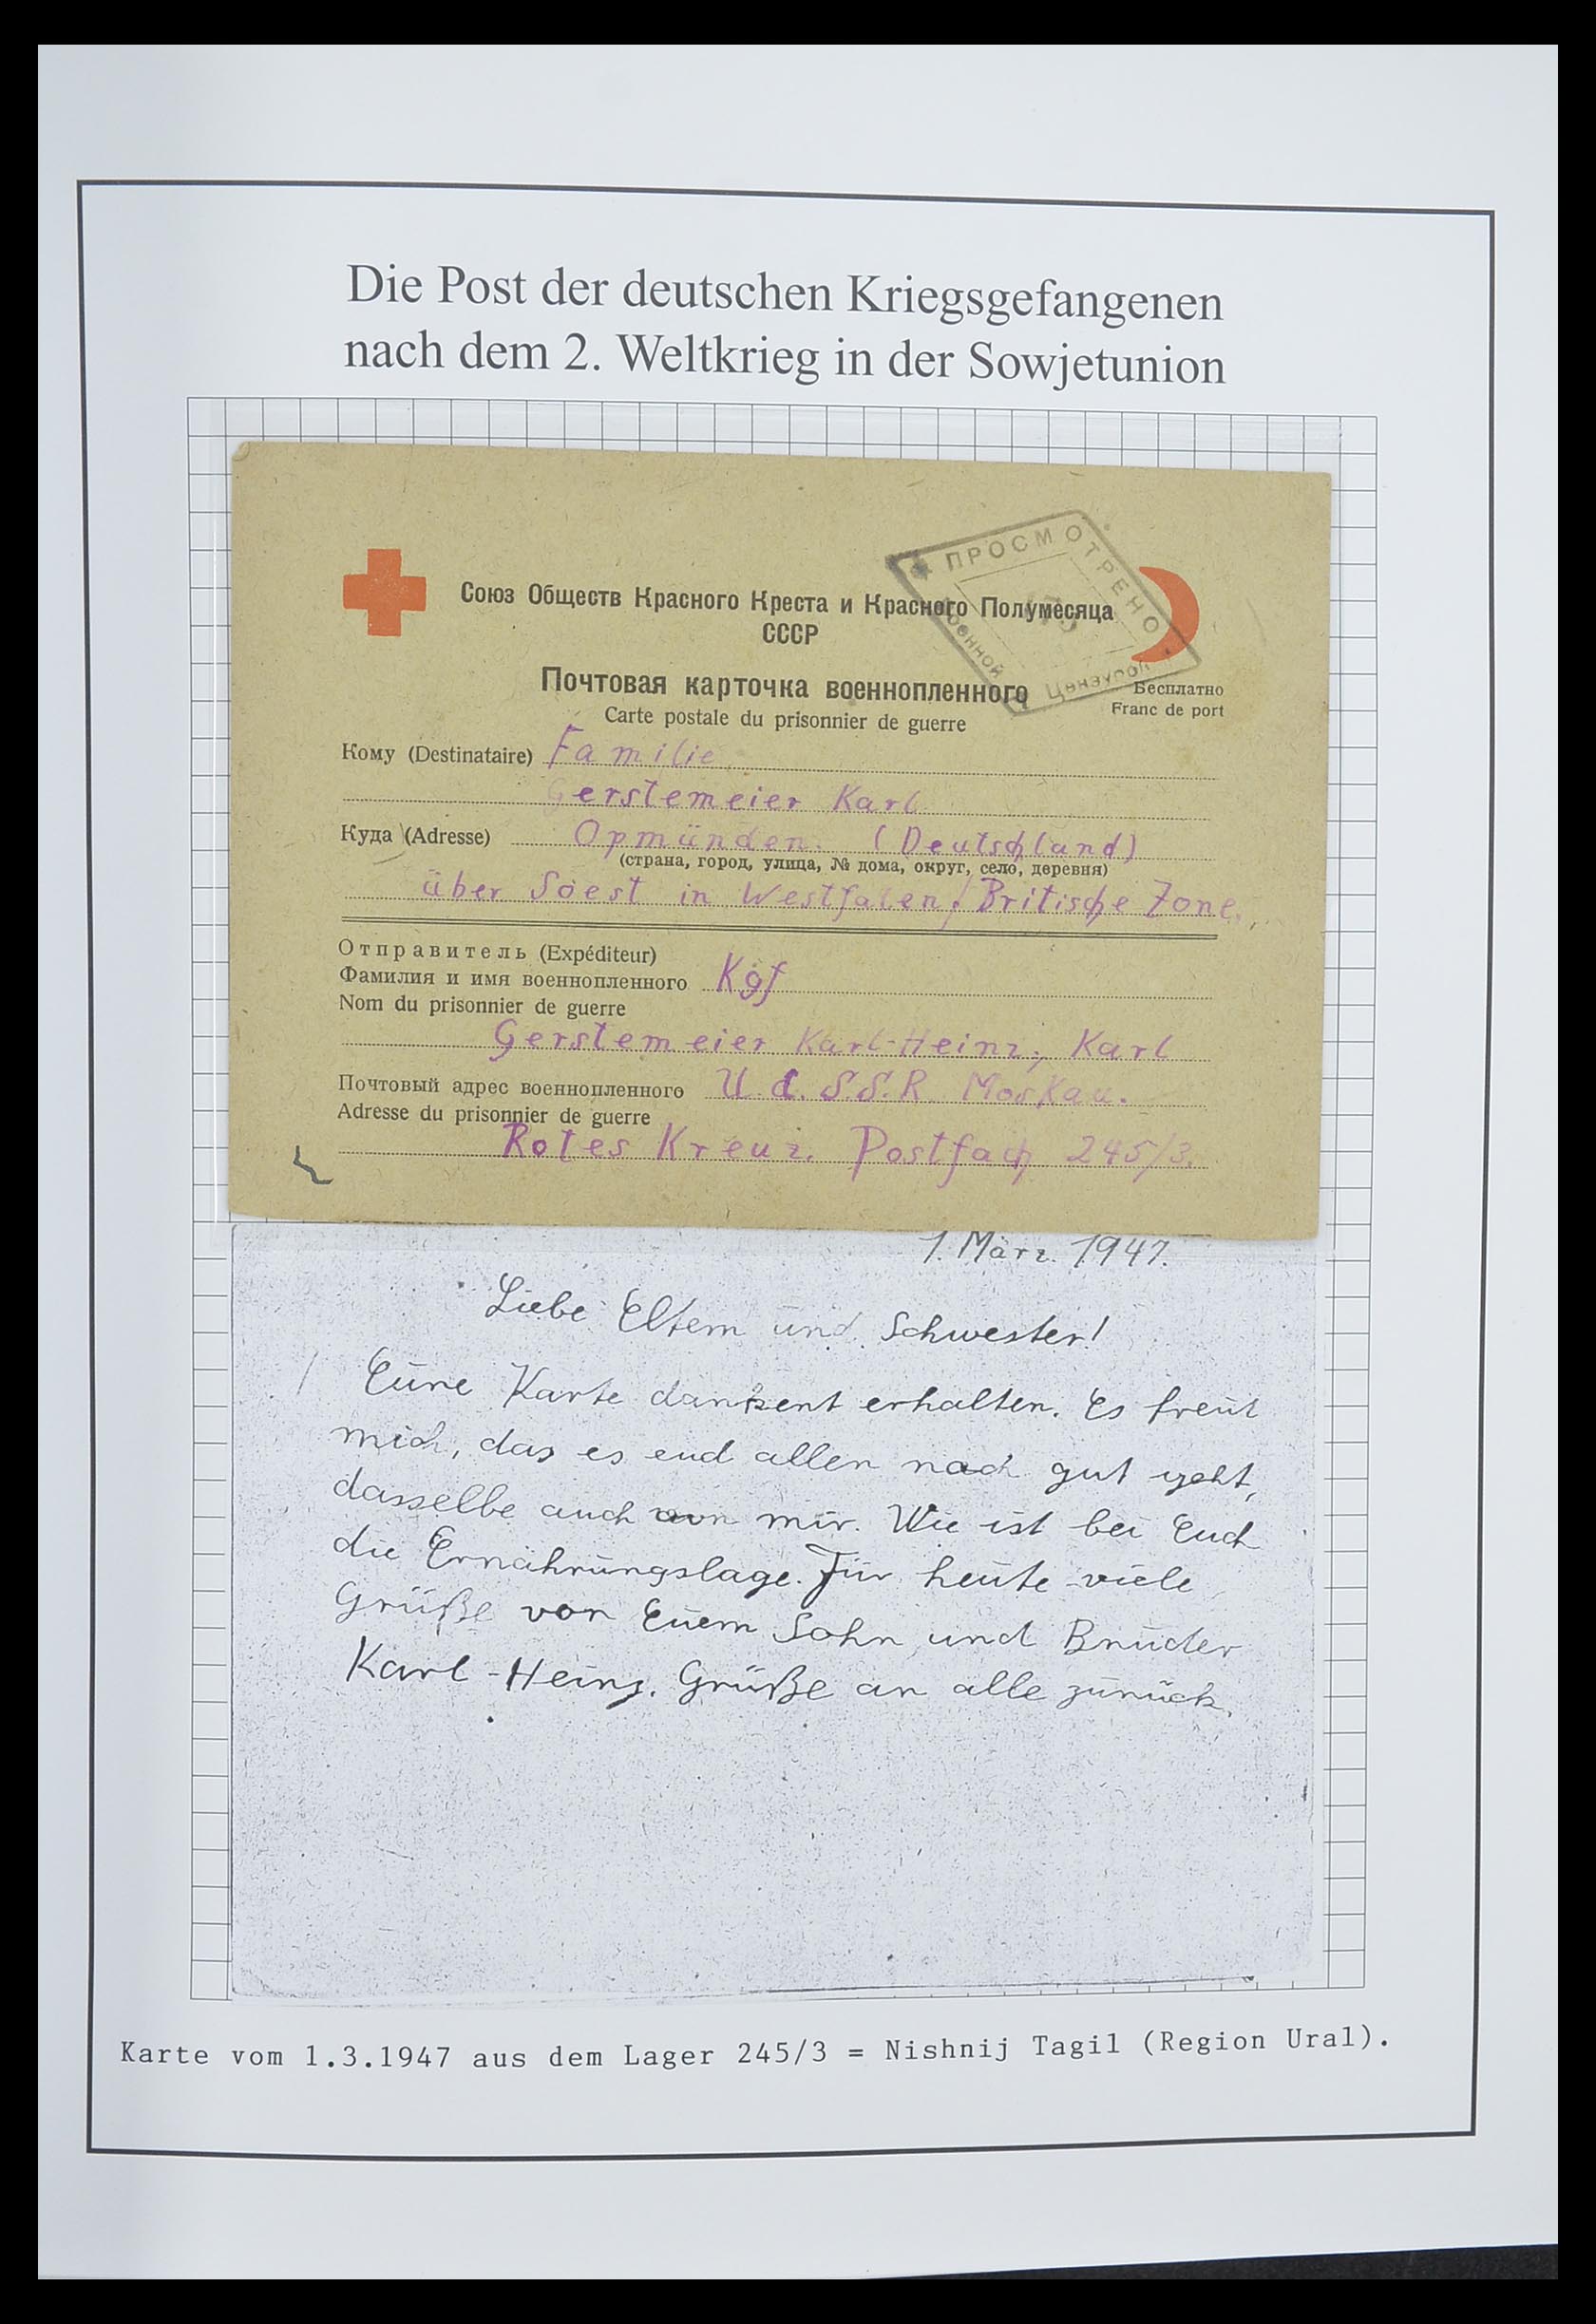 Die Post der deutschen Kriegsgefangenen
nach dem 2. Weltkrieg in der Sowjetunion
ПРОСМОТРЕНО
Военной
Цензурой
Союз Обществ Красного Креста и Красного Полумесяца
СССР
Почтовая карточка военнопленного
Carte postale du prisonnier de guerre
Бесплатно
Franc de port
Кому (Destinataire) Familie
Gerstemeier Karl
Куда (Adresse) Opmünden. (Deutschland)
(страна, город, улица, № дома, округ, село, деревня)
über Soest in Westfalen/Britische Zone.
Отправитель (Expéditeur)
Фамилия и имя военнопленного Kgf
Nom du prisonnier de guerre
Gerstemeier Karl-Heinz, Karl
Почтовый адрес военнопленного U.d.S.S.R Moskau.
Adresse du prisonnier de guerre
Rotes Kreuz. Postfach 245/3.
1. März. 1947.
Liebe Eltern und Schwester!
Eure Karte dankent erhalten. Es freut
mich, das es euch allen noch gut geht,
dasselbe auch von mir. Wie ist bei Euch
die Ernährungslage. Für heute viele
Grüße von Euem Sohn und Bruder
Karl-Heinz. Grüße an alle zurück.
Karte vom 1.3.1947 aus dem Lager 245/3 = Nishnij Tagil (Region Ural).